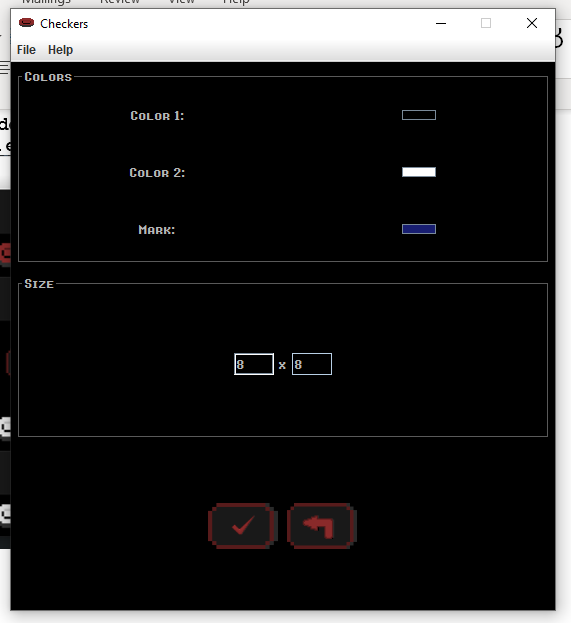 Mailings Review View Help
Checkers
File Help
Colors
Color 1:
Color 2:
Mark:
Size
8 x 8